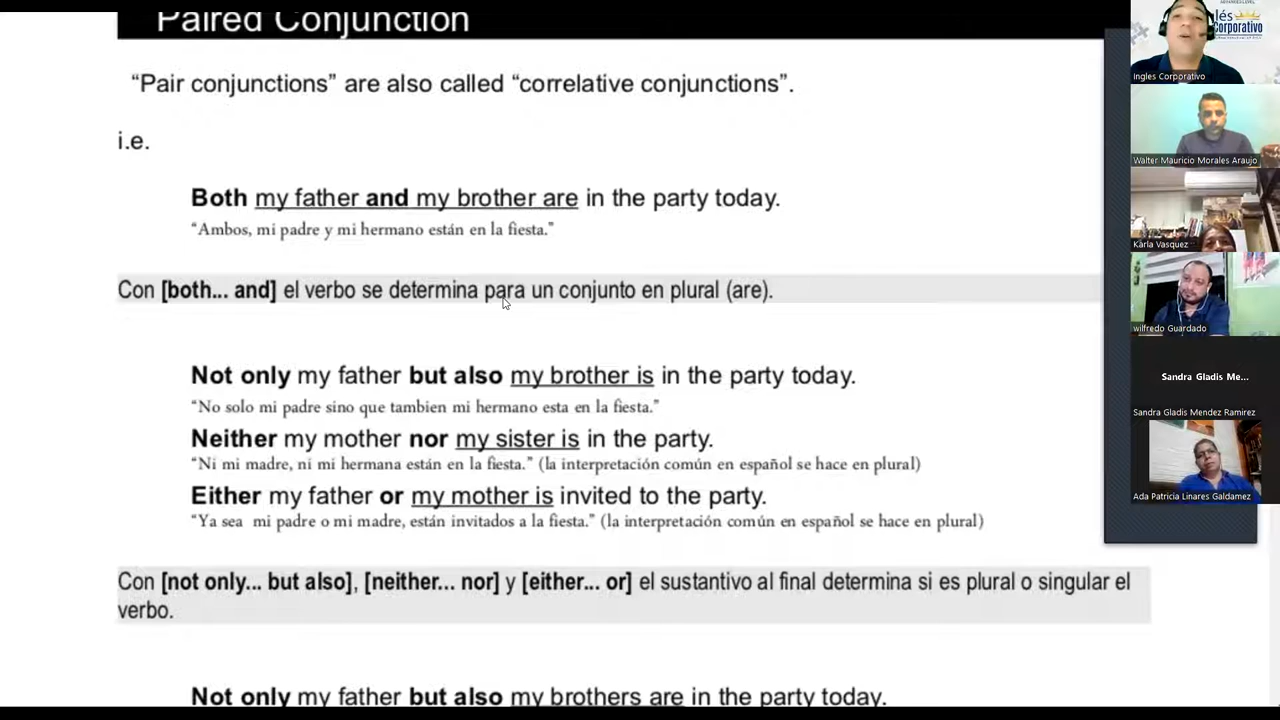 Paired Conjunction
“Pair conjunctions” are also called “correlative conjunctions”.
i.e.
Both my father and my brother are in the party today.
“Ambos, mi padre y mi hermano están en la fiesta.”
Con [both... and] el verbo se determina para un conjunto en plural (are).
Not only my father but also my brother is in the party today.
“No solo mi padre sino que tambien mi hermano esta en la fiesta.”
Neither my mother nor my sister is in the party.
“Ni mi madre, ni mi hermana están en la fiesta.” (la interpretación común en español se hace en plural)
Either my father or my mother is invited to the party.
“Ya sea mi padre o mi madre, están invitados a la fiesta.” (la interpretación común en español se hace en plural)
Con [not only... but also], [neither... nor] y [either... or] el sustantivo al final determina si es plural o singular el
verbo.
Not only my father but also my brothers are in the party today.
lés
Corporativo
Ingles Corporativo
Walter Mauricio Morales Araujo
Karla Vasquez
wilfredo Guardado
Sandra Gladis Me...
Sandra Gladis Mendez Ramirez
Ada Patricia Linares Galdamez